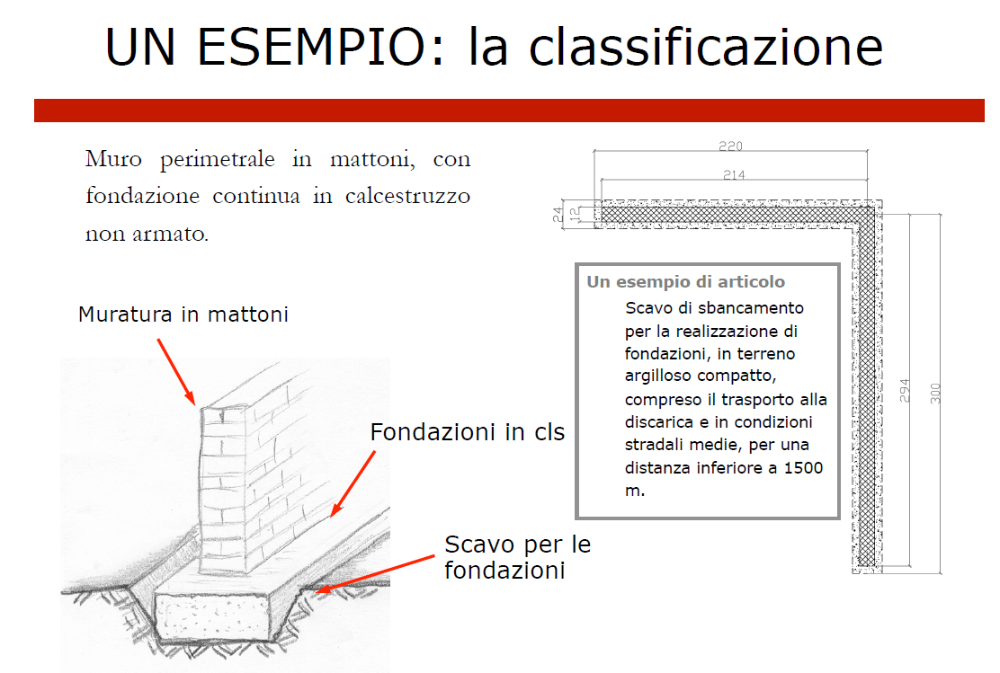 UN ESEMPIO: la classificazione
Muro perimetrale in mattoni, con
fondazione continua in calcestruzzo
non armato.
220
214
24
12
Un esempio di articolo
Scavo di sbancamento
per la realizzazione di
fondazioni, in terreno
argilloso compatto,
compreso il trasporto alla
discarica e in condizioni
stradali medie, per una
distanza inferiore a 1500
m.
294
300
Muratura in mattoni
Fondazioni in cls
Scavo per le
fondazioni